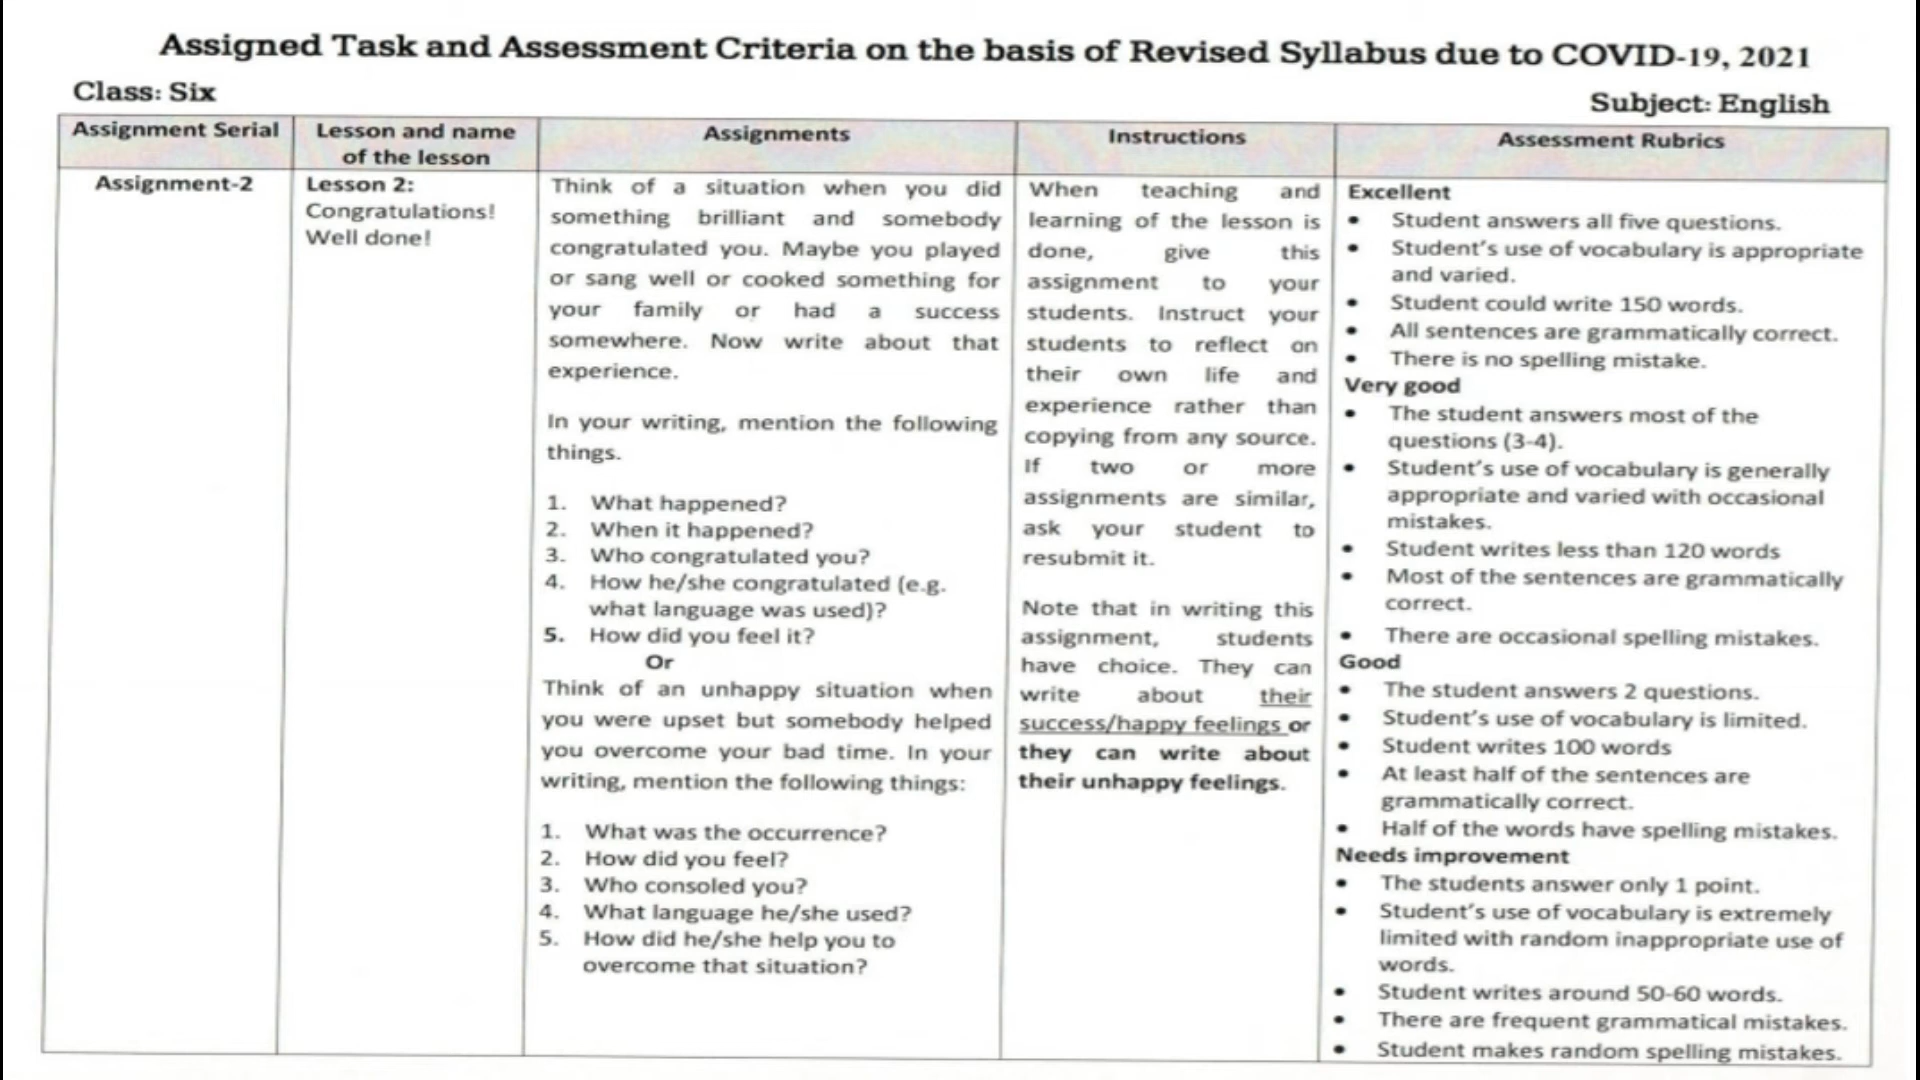 Assigned Task and Assessment Criteria on the basis of Revised Syllabus due to COVID-19, 2021
Class: Six
Subject: English
Assignment Serial
Lesson and name
of the lesson
Assignments
Instructions
Assessment Rubrics
Assignment-2
Lesson 2:
Congratulations!
Well done!
Think of a situation when you did
something brilliant and somebody
congratulated you. Maybe you played
or sang well or cooked something for
your family or had a success
somewhere. Now write about that
experience.
In your writing, mention the following
things.
1. What happened?
2. When it happened?
3. Who congratulated you?
4. How he/she congratulated (e.g.
what language was used)?
5. How did you feel it?
Or
Think of an unhappy situation when
you were upset but somebody helped
you overcome your bad time. In your
writing, mention the following things:
1. What was the occurrence?
2. How did you feel?
3. Who consoled you?
4. What language he/she used?
5. How did he/she help you to
overcome that situation?
When teaching and
learning of the lesson is
done, give this
assignment to your
students. Instruct your
students to reflect on
their own life and
experience rather than
copying from any source.
If two or more
assignments are similar,
ask your student to
resubmit it.
Note that in writing this
assignment, students
have choice. They can
write about their
success/happy feelings or
they can write about
their unhappy feelings.
Excellent
• Student answers all five questions.
• Student's use of vocabulary is appropriate
and varied.
• Student could write 150 words.
• All sentences are grammatically correct.
• There is no spelling mistake.
Very good
• The student answers most of the
questions (3-4).
• Student's use of vocabulary is generally
appropriate and varied with occasional
mistakes.
• Student writes less than 120 words
• Most of the sentences are grammatically
correct.
• There are occasional spelling mistakes.
Good
• The student answers 2 questions.
• Student's use of vocabulary is limited.
• Student writes 100 words
• At least half of the sentences are
grammatically correct.
• Half of the words have spelling mistakes.
Needs improvement
• The students answer only 1 point.
• Student's use of vocabulary is extremely
limited with random inappropriate use of
words.
• Student writes around 50-60 words.
• There are frequent grammatical mistakes.
• Student makes random spelling mistakes.